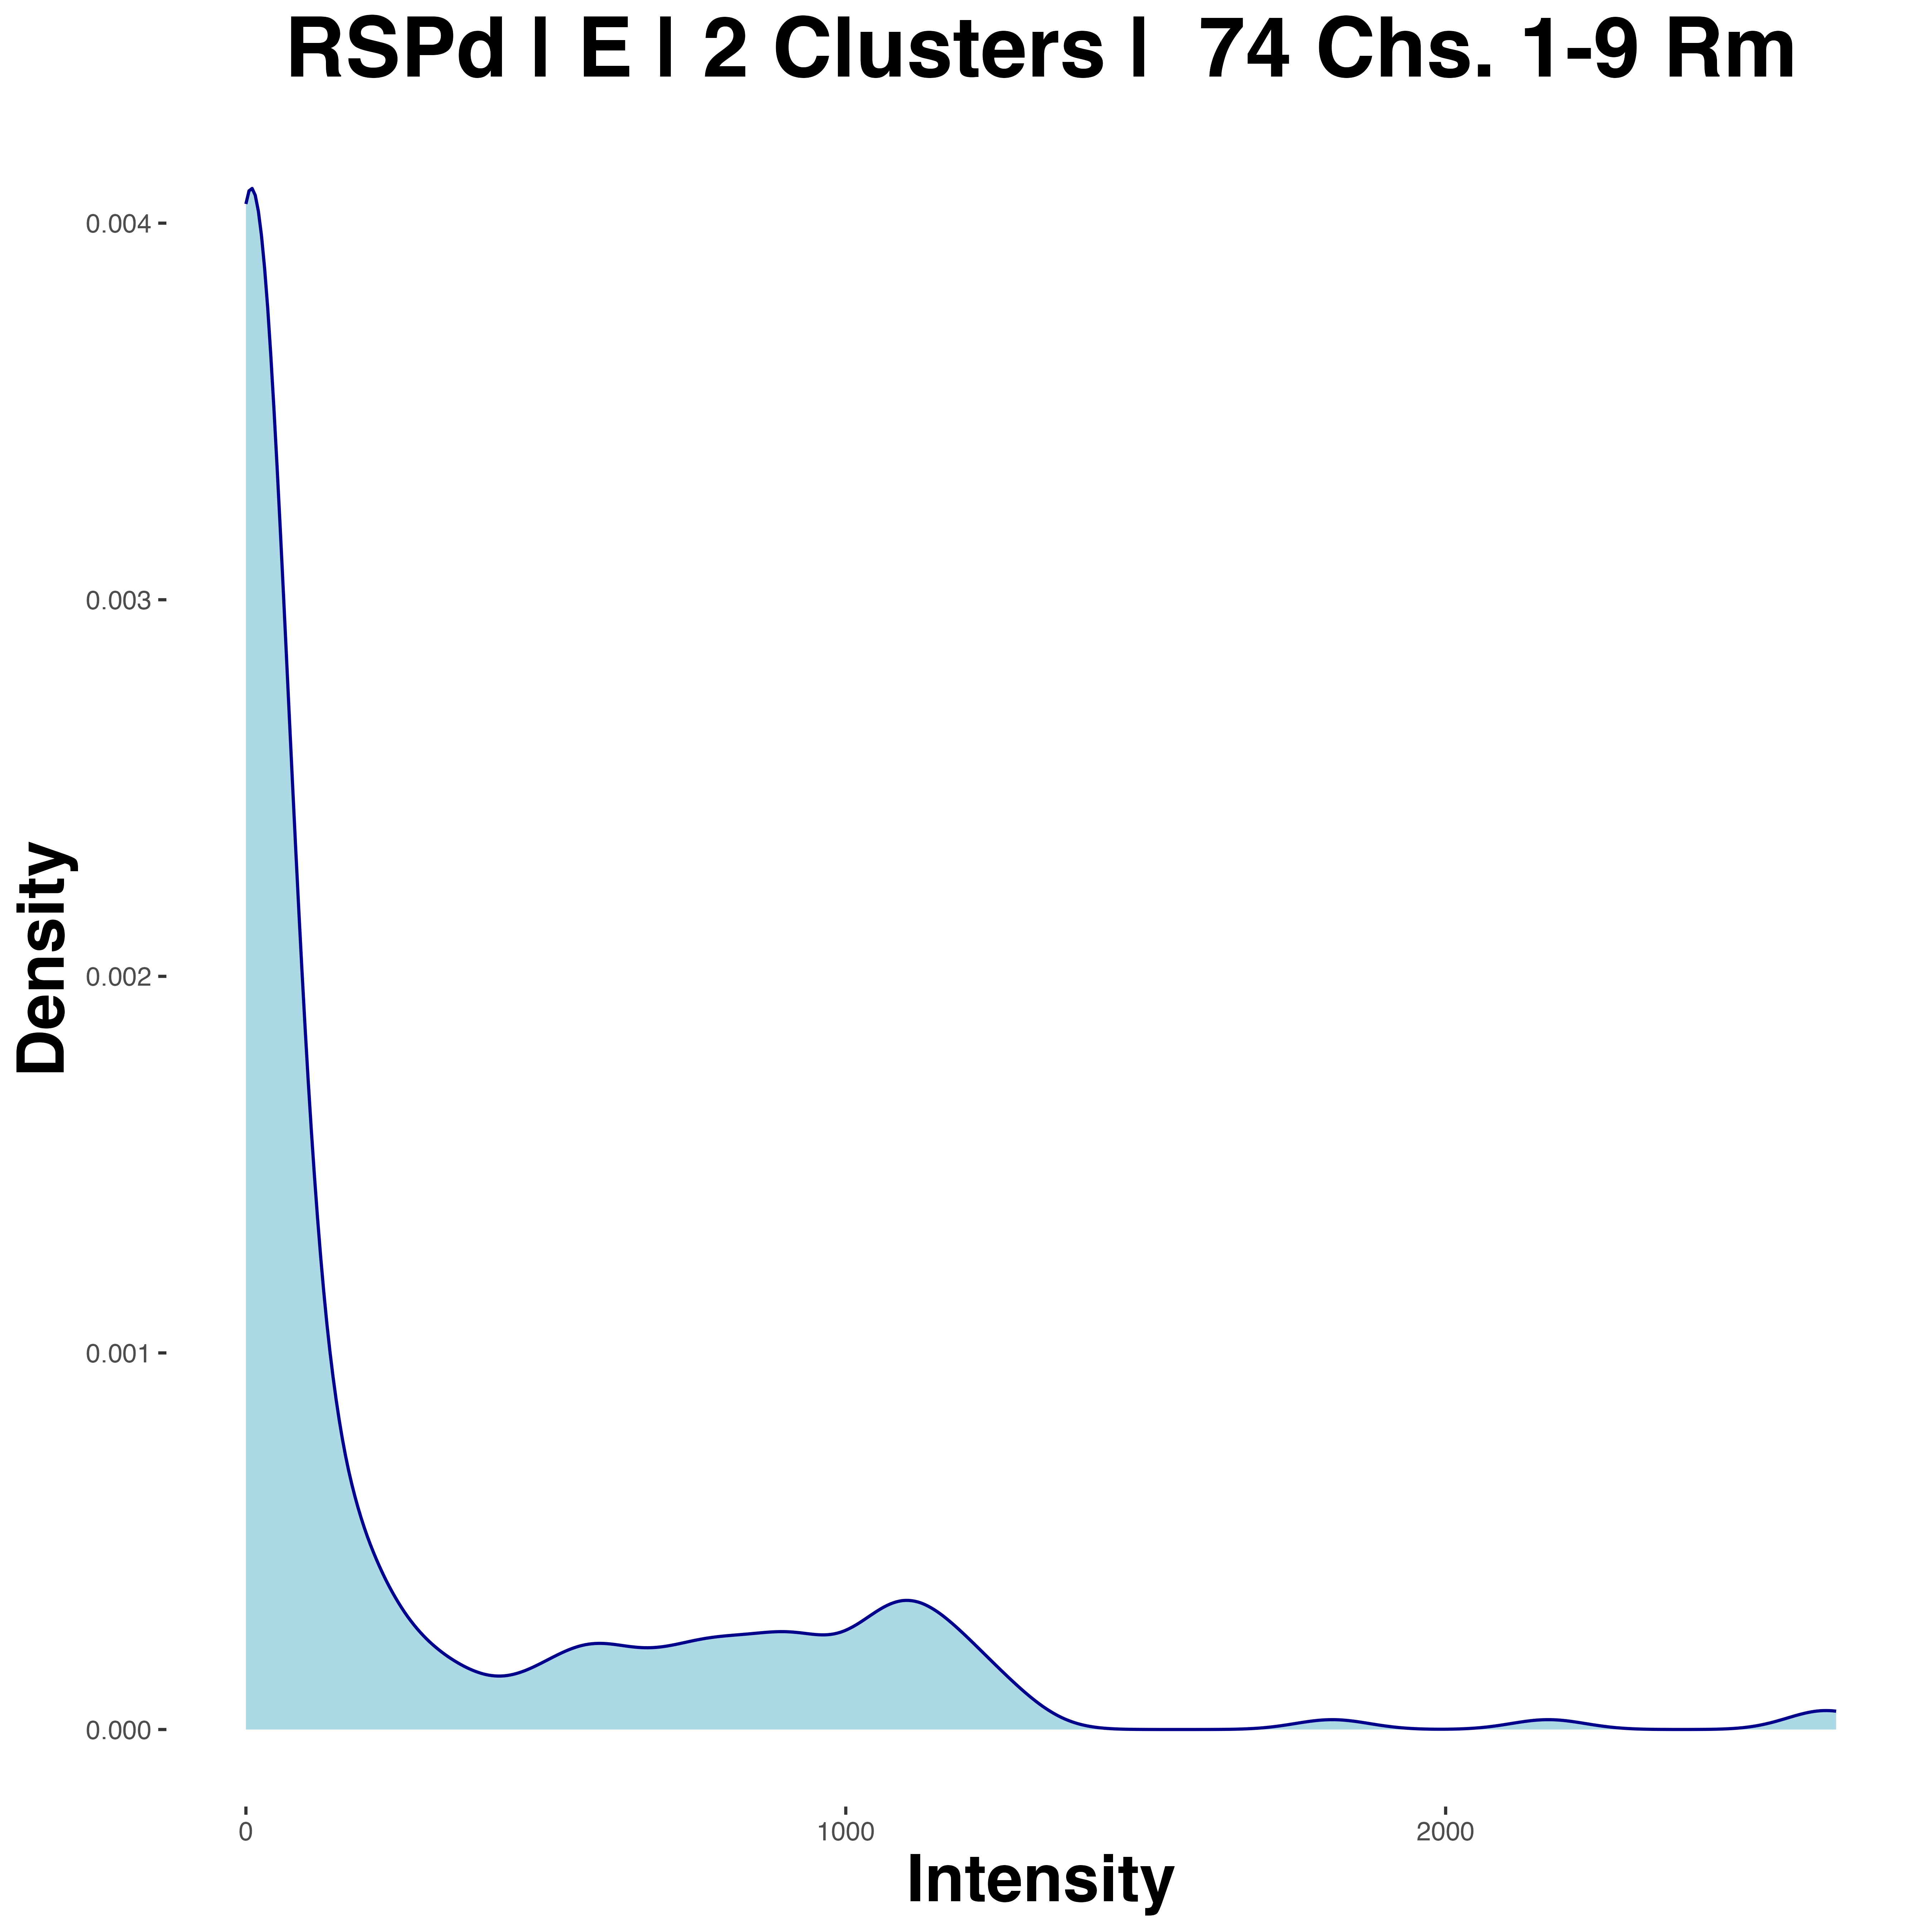 RSPd | E | 2 Clusters |  74 Chs. 1-9 Rm
Density
0.004
0.003
0.002
0.001
0.000
0
1000
2000
Intensity